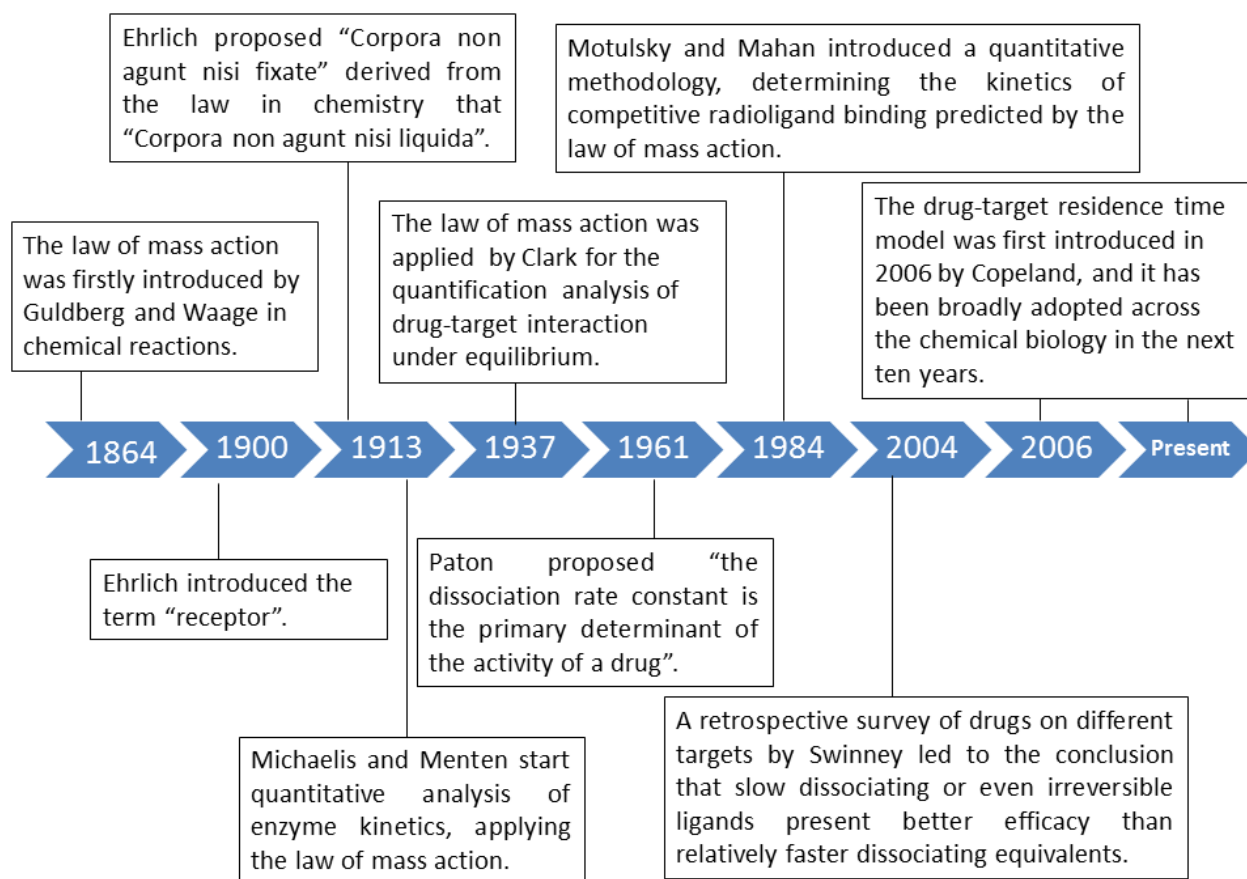 Ehrlich proposed “Corpora non
agunt nisi fixate” derived from
the law in chemistry that
“Corpora non agunt nisi liquida”.
Motulsky and Mahan introduced a quantitative
methodology, determining the kinetics of
competitive radioligand binding predicted by the
law of mass action.
The law of mass action
was firstly introduced by
Guldberg and Waage in
chemical reactions.
The law of mass action was
applied by Clark for the
quantification analysis of
drug-target interaction
under equilibrium.
The drug-target residence time
model was first introduced in
2006 by Copeland, and it has
been broadly adopted across
the chemical biology in the next
ten years.
1864
1900
1913
1937
1961
1984
2004
2006
Present
Ehrlich introduced the
term “receptor”.
Michaelis and Menten start
quantitative analysis of
enzyme kinetics, applying
the law of mass action.
Paton proposed “the
dissociation rate constant is
the primary determinant of
the activity of a drug”.
A retrospective survey of drugs on different
targets by Swinney led to the conclusion
that slow dissociating or even irreversible
ligands present better efficacy than
relatively faster dissociating equivalents.